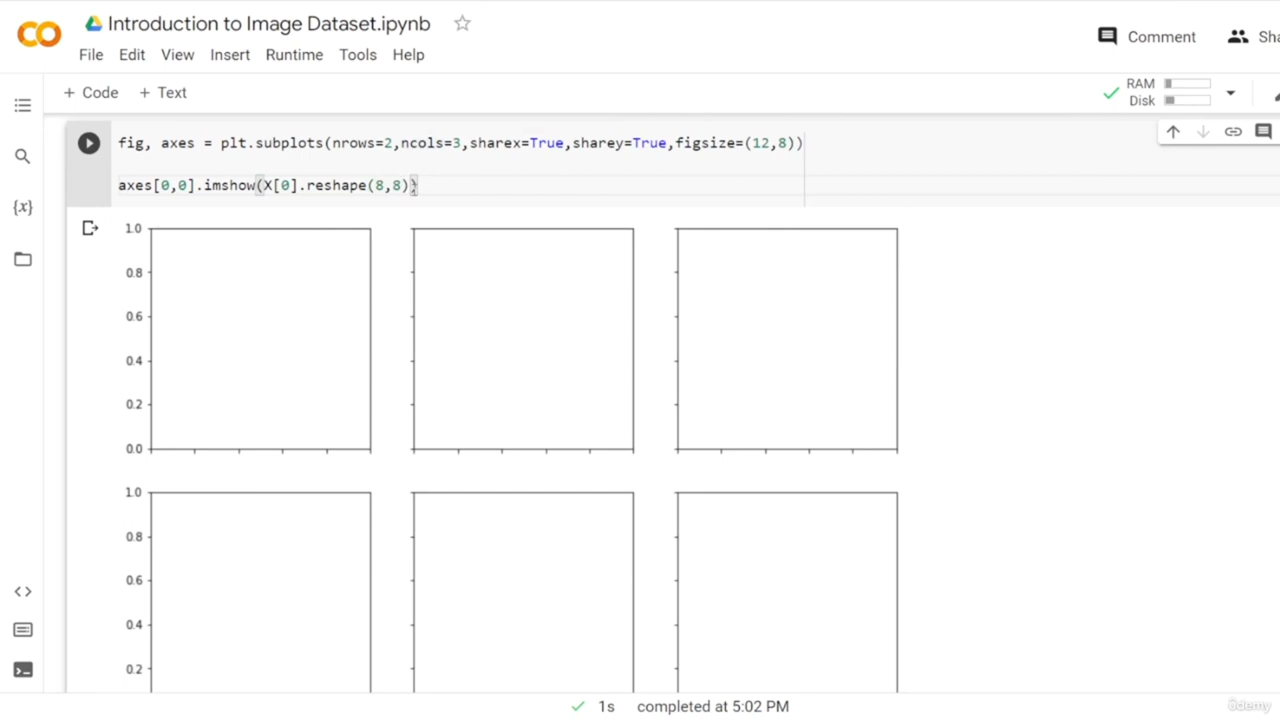 Introduction to Image Dataset.ipynb
File Edit View Insert Runtime Tools Help
Comment
Sha
+ Code + Text
RAM
Disk
fig, axes = plt.subplots(nrows=2,ncols=3,sharex=True,sharey=True,figsize=(12,8))
axes[0,0].imshow(X[0].reshape(8,8))
{x}
1.0
0.8
0.6
0.4
0.2
0.0
1.0
0.8
0.6
0.4
0.2
1s completed at 5:02 PM
ûdemy